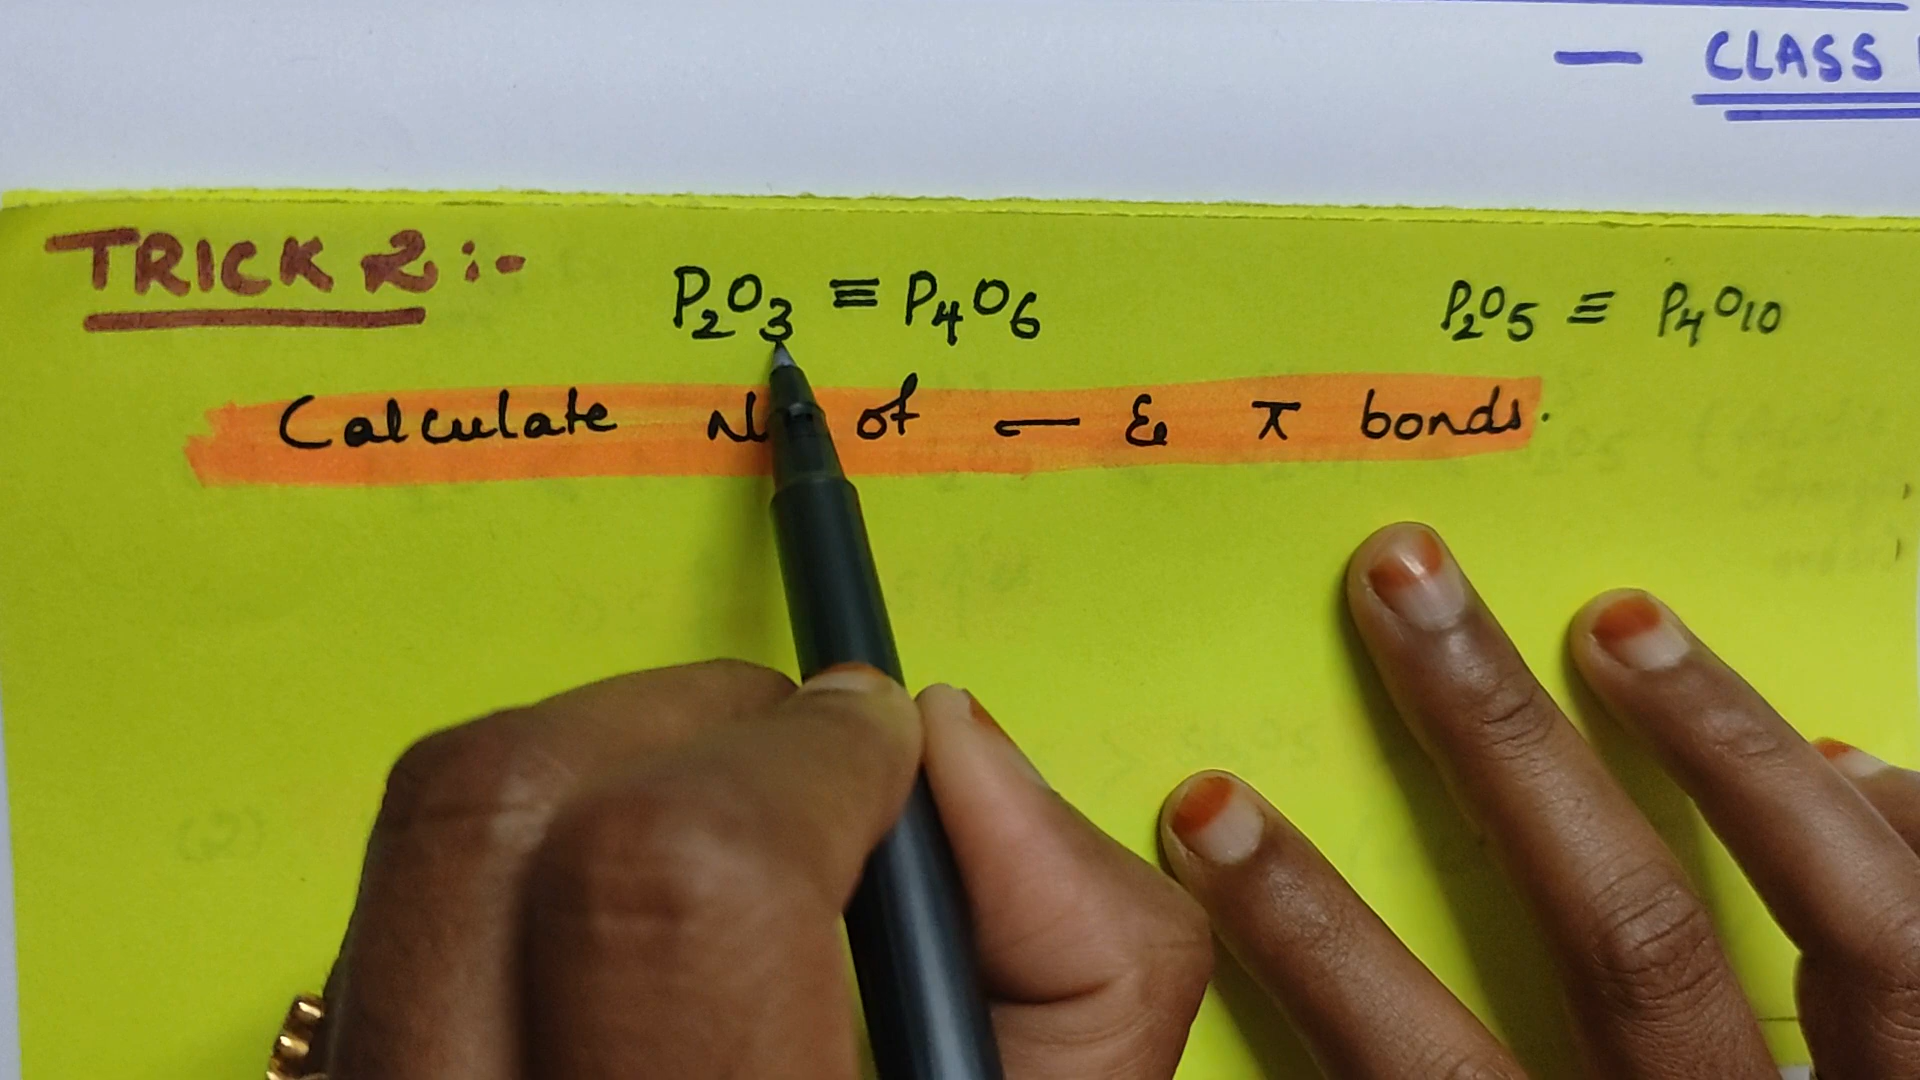 — CLASS
TRICK 2:-
P₂O₃ ≡ P₄O₆
P₂O₅ ≡ P₄O₁₀
Calculate of σ & π bonds.